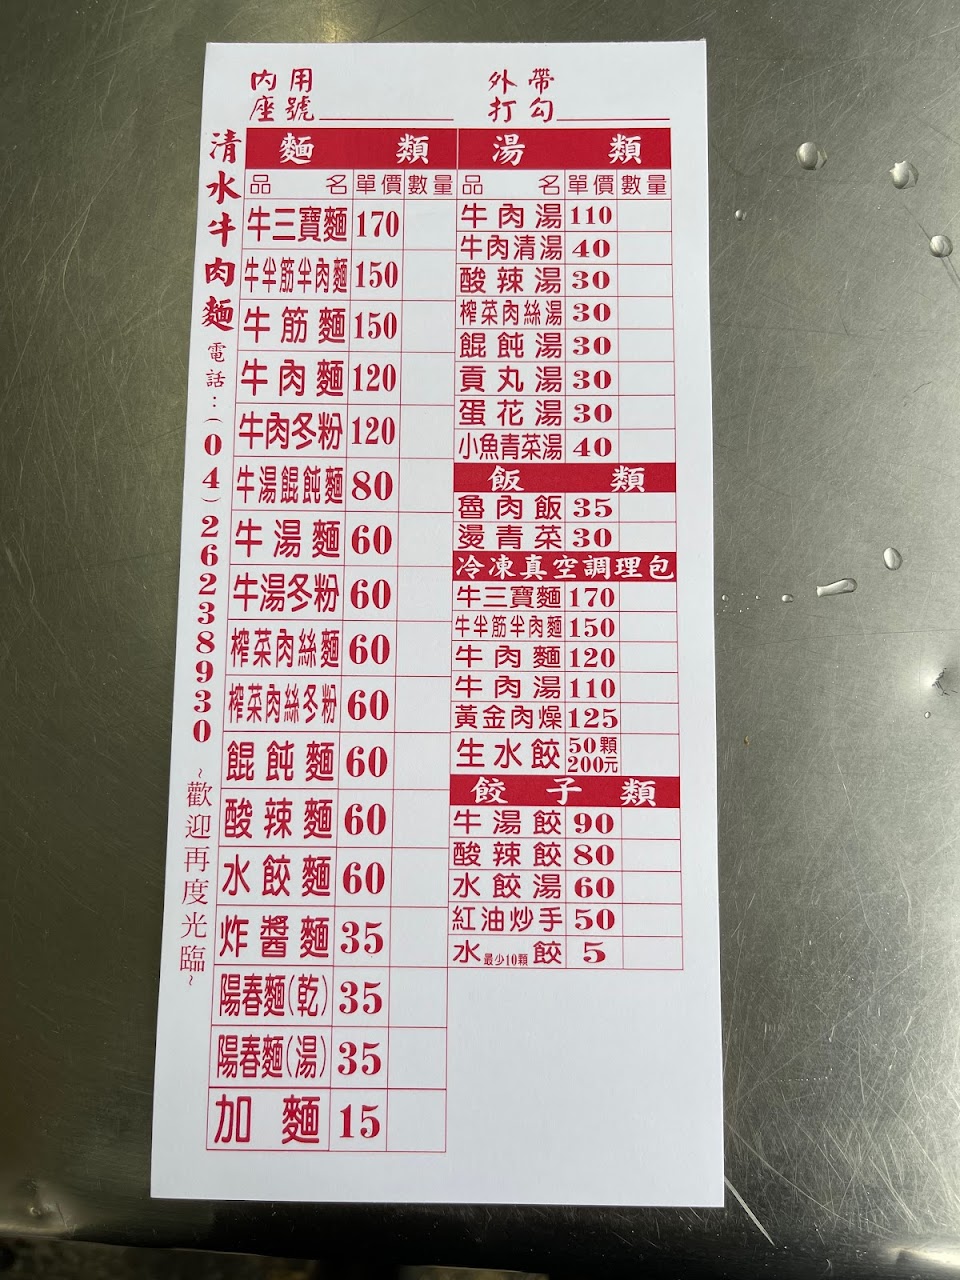 內用
座號
外帶
打勾
清水牛肉麵 電話：(04)26238930 ~歡迎再度光臨~
麵類
品名 單價 數量
牛三寶麵 170
牛半筋半肉麵 150
牛筋麵 150
牛肉麵 120
牛肉冬粉 120
牛湯餛飩麵 80
牛湯麵 60
牛湯冬粉 60
榨菜肉絲麵 60
榨菜肉絲冬粉 60
餛飩麵 60
酸辣麵 60
水餃麵 60
炸醬麵 35
陽春麵(乾) 35
陽春麵(湯) 35
加麵 15
湯類
品名 單價 數量
牛肉湯 110
牛肉清湯 40
酸辣湯 30
榨菜肉絲湯 30
餛飩湯 30
貢丸湯 30
蛋花湯 30
小魚青菜湯 40
飯類
魯肉飯 35
燙青菜 30
冷凍真空調理包
牛三寶麵 170
牛半筋半肉麵 150
牛肉麵 120
牛肉湯 110
黃金肉燥 125
生水餃 50顆 200元
餃子類
牛湯餃 90
酸辣餃 80
水餃湯 60
紅油炒手 50
水餃 最少10顆 5